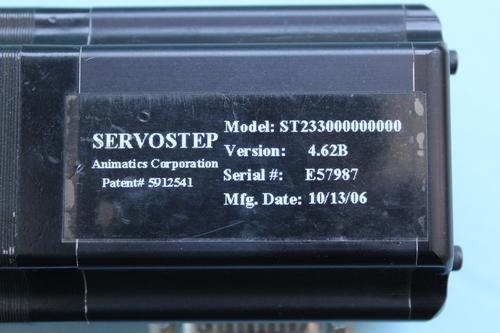 SERVOSTEP
Animatics Corporation
Patent# 5912541
Model: ST233000000000
Version: 4.62B
Serial #: E57987
Mfg. Date: 10/13/06